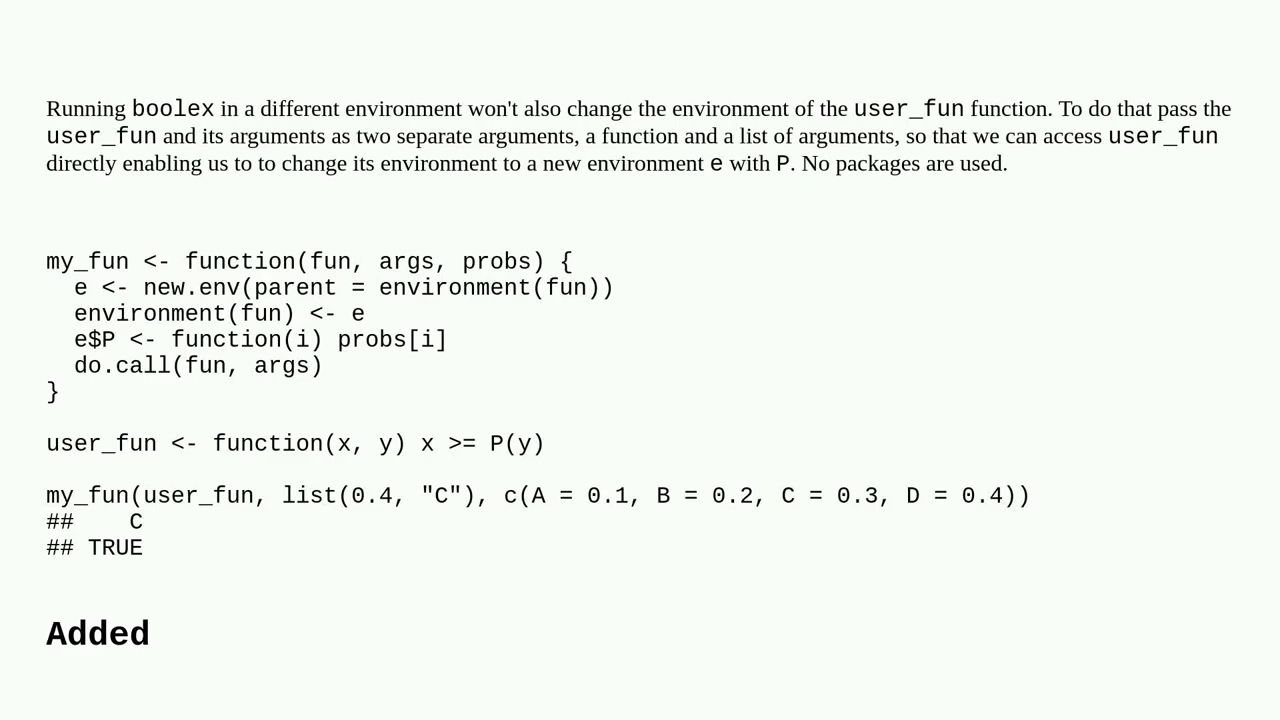 Running boolex in a different environment won't also change the environment of the user_fun function. To do that pass the
user_fun and its arguments as two separate arguments, a function and a list of arguments, so that we can access user_fun
directly enabling us to to change its environment to a new environment e with P. No packages are used.
my_fun <- function(fun, args, probs) {
  e <- new.env(parent = environment(fun))
  environment(fun) <- e
  e$P <- function(i) probs[i]
  do.call(fun, args)
}
user_fun <- function(x, y) x >= P(y)
my_fun(user_fun, list(0.4, "C"), c(A = 0.1, B = 0.2, C = 0.3, D = 0.4))
##    C
## TRUE
Added